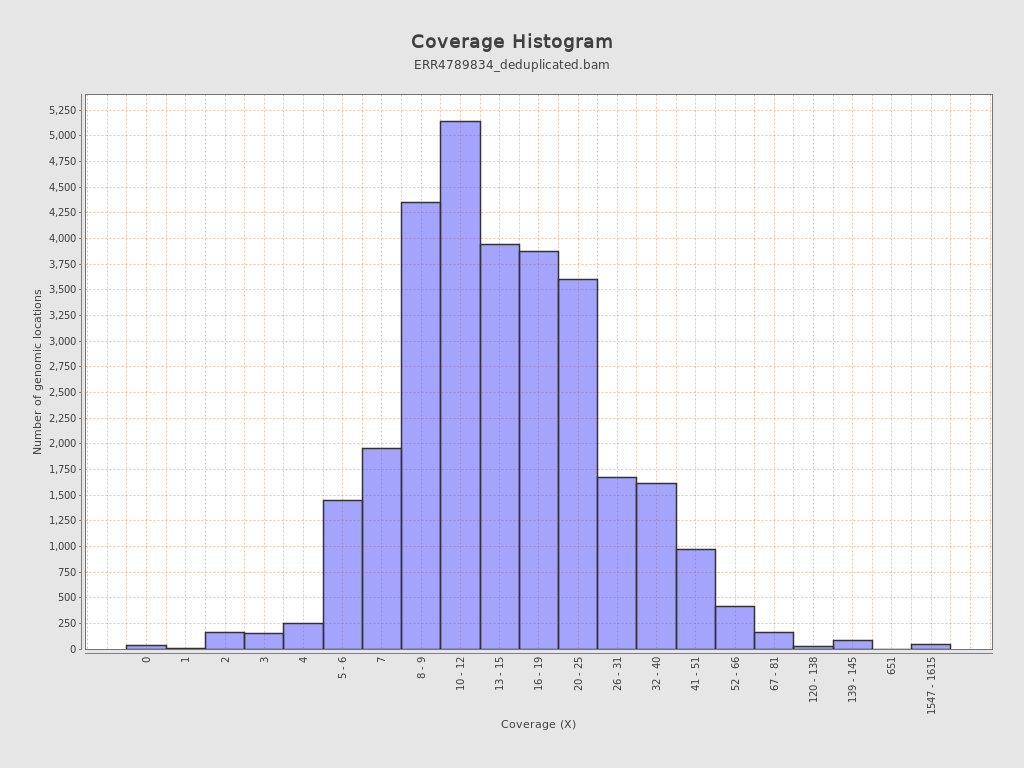 Coverage Histogram
ERR4789834_deduplicated.bam
Number of genomic locations
5,250
5,000
4,750
4,500
4,250
4,000
3,750
3,500
3,250
3,000
2,750
2,500
2,250
2,000
1,750
1,500
1,250
1,000
750
500
250
0
0
1
2
3
4
5 - 6
7
8 - 9
10 - 12
13 - 15
16 - 19
20 - 25
26 - 31
32 - 40
41 - 51
52 - 66
67 - 81
120 - 138
139 - 145
651
1547 - 1615
Coverage (X)